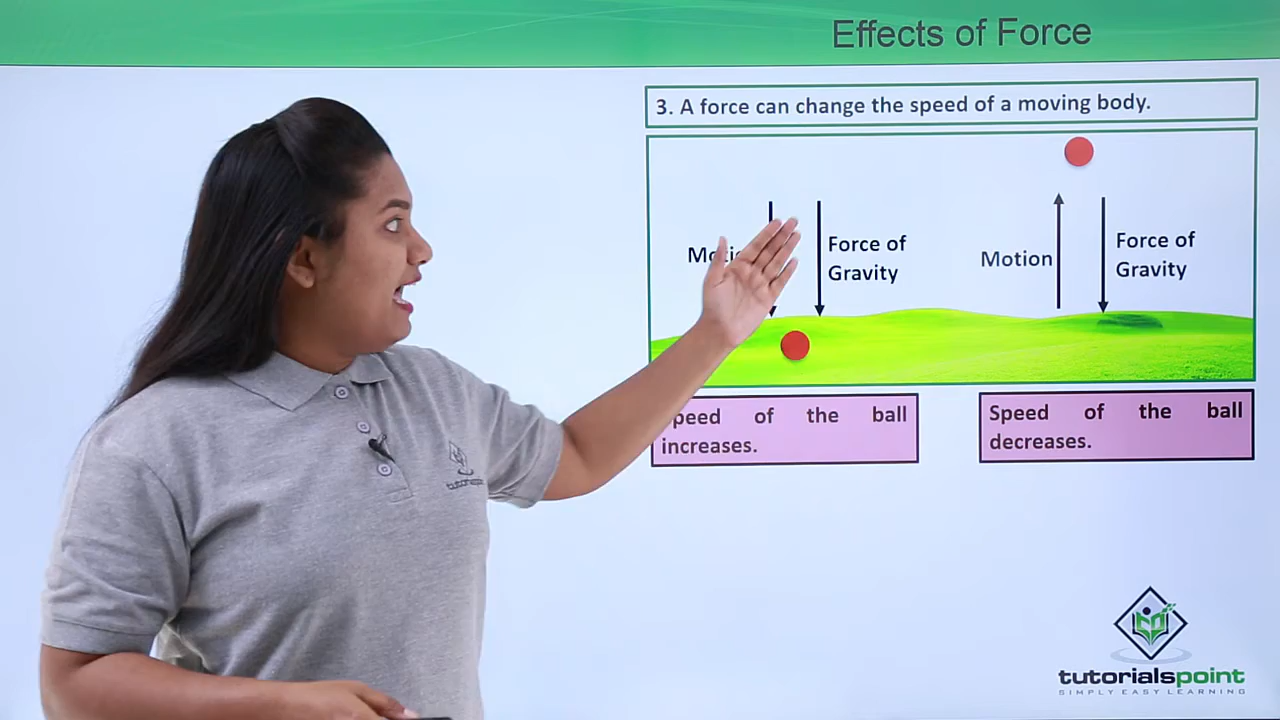 Effects of Force
3. A force can change the speed of a moving body.
Force of
Gravity
Motion
Force of
Gravity
of the ball
increases.
Speed of the ball
decreases.
tutorialspoint
SIMPLY EASY LEARNING